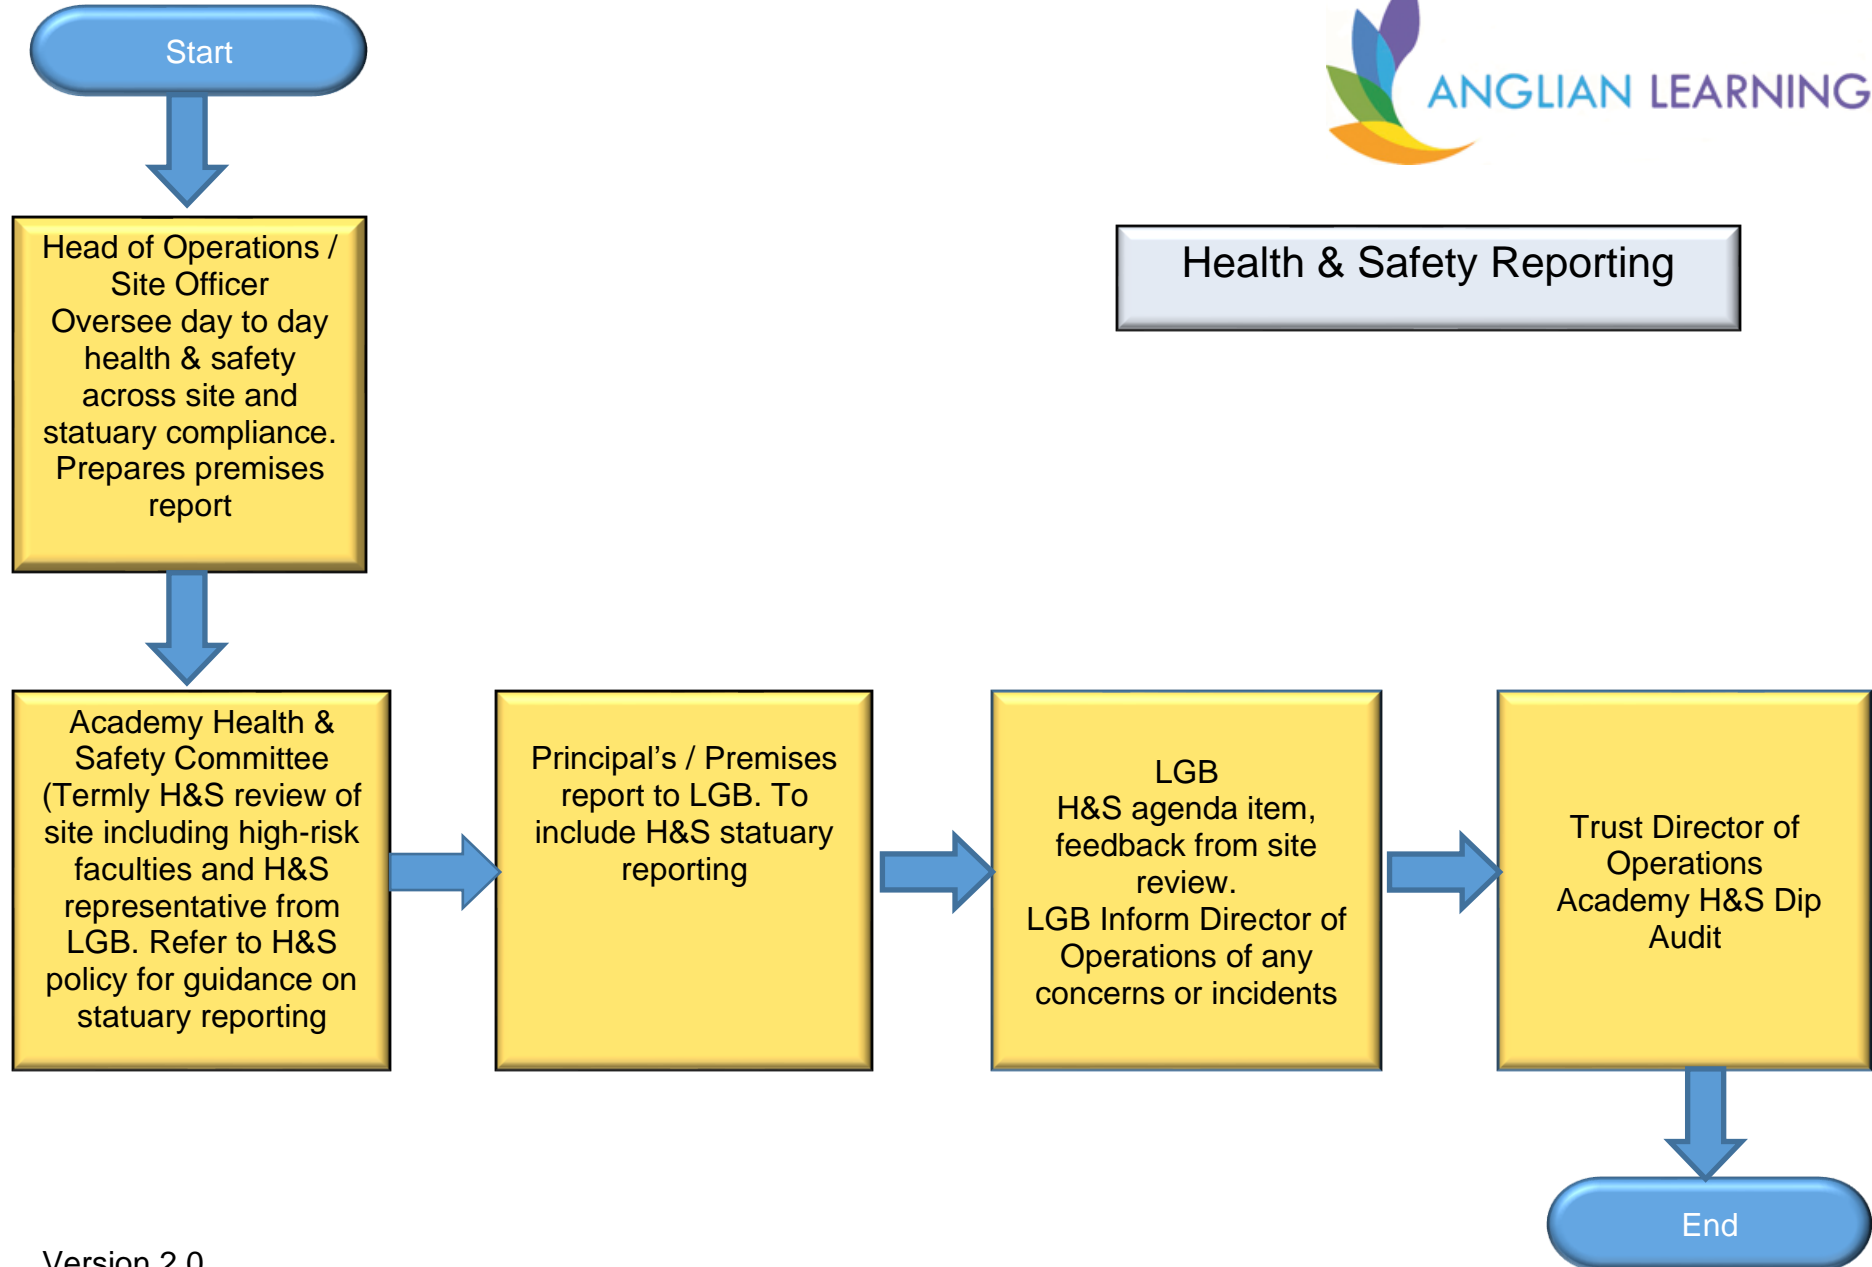 Start
ANGLIAN LEARNING
Health & Safety Reporting
Head of Operations /
Site Officer
Oversee day to day
health & safety
across site and
statuary compliance.
Prepares premises
report
Academy Health &
Safety Committee
(Termly H&S review of
site including high-risk
faculties and H&S
representative from
LGB. Refer to H&S
policy for guidance on
statuary reporting
Principal’s / Premises
report to LGB. To
include H&S statuary
reporting
LGB
H&S agenda item,
feedback from site
review.
LGB Inform Director of
Operations of any
concerns or incidents
Trust Director of
Operations
Academy H&S Dip
Audit
End
Version 2.0